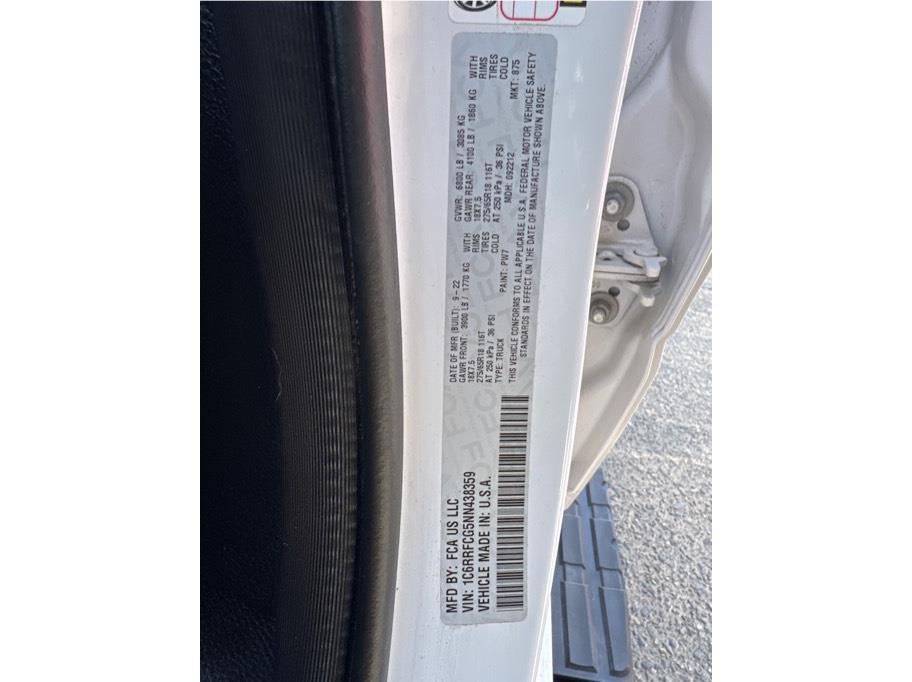 MFD BY: FCA US LLC
VIN: 1C6RRFCG5NN438359
VEHICLE MADE IN: U.S.A.
DATE OF MFR (BUILT): 9-22 GVWR: 6800 LB / 3085 KG
GAWR FRONT: 3900 LB / 1770 KG WITH GAWR REAR: 4100 LB / 1860 KG WITH
18X7.5 RIMS 18X7.5 RIMS
275/65R18 116T TIRES 275/65R18 116T TIRES
AT 250 kPa / 36 PSI COLD AT 250 kPa / 36 PSI COLD
TYPE: TRUCK PAINT: PW7 MDH: 092212 MKT: 875
THIS VEHICLE CONFORMS TO ALL APPLICABLE U.S.A. FEDERAL MOTOR VEHICLE SAFETY
STANDARDS IN EFFECT ON THE DATE OF MANUFACTURE SHOWN ABOVE.